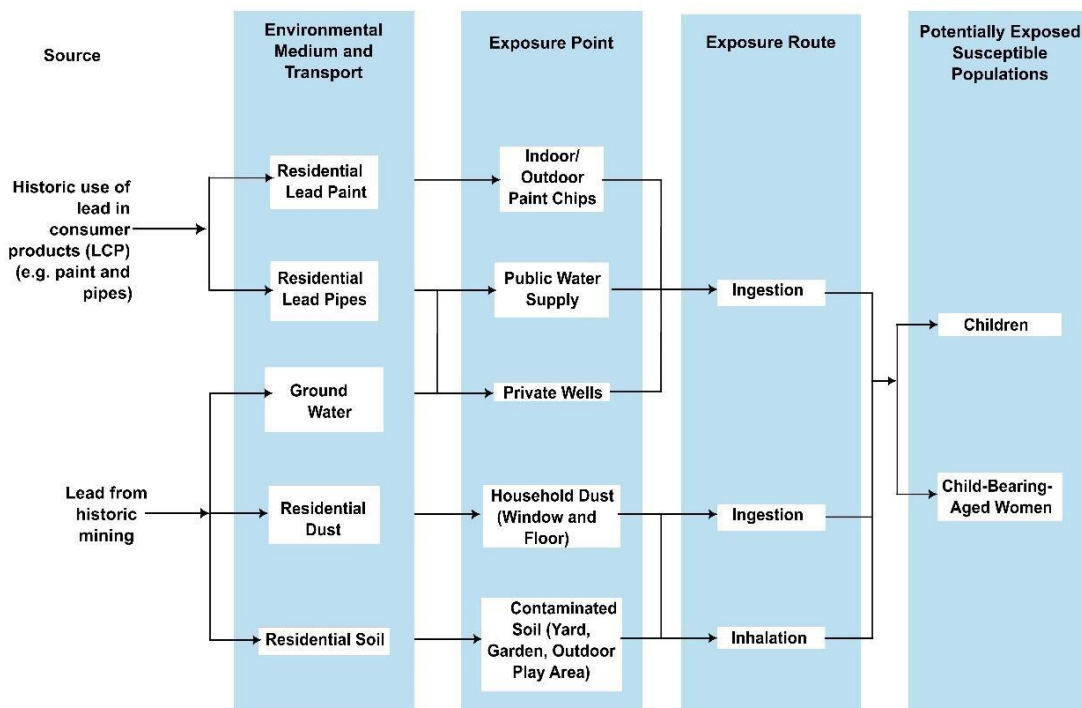 Source
Environmental
Medium and
Transport
Exposure Point
Exposure Route
Potentially Exposed
Susceptible
Populations
Historic use of
lead in
consumer
products (LCP)
(e.g. paint and
pipes)
Residential
Lead Paint
Indoor/
Outdoor
Paint Chips
Residential
Lead Pipes
Public Water
Supply
Ingestion
Children
Ground
Water
Private Wells
Lead from
historic
mining
Residential
Dust
Household Dust
(Window and
Floor)
Ingestion
Child-Bearing-
Aged Women
Residential Soil
Contaminated
Soil (Yard,
Garden, Outdoor
Play Area)
Inhalation